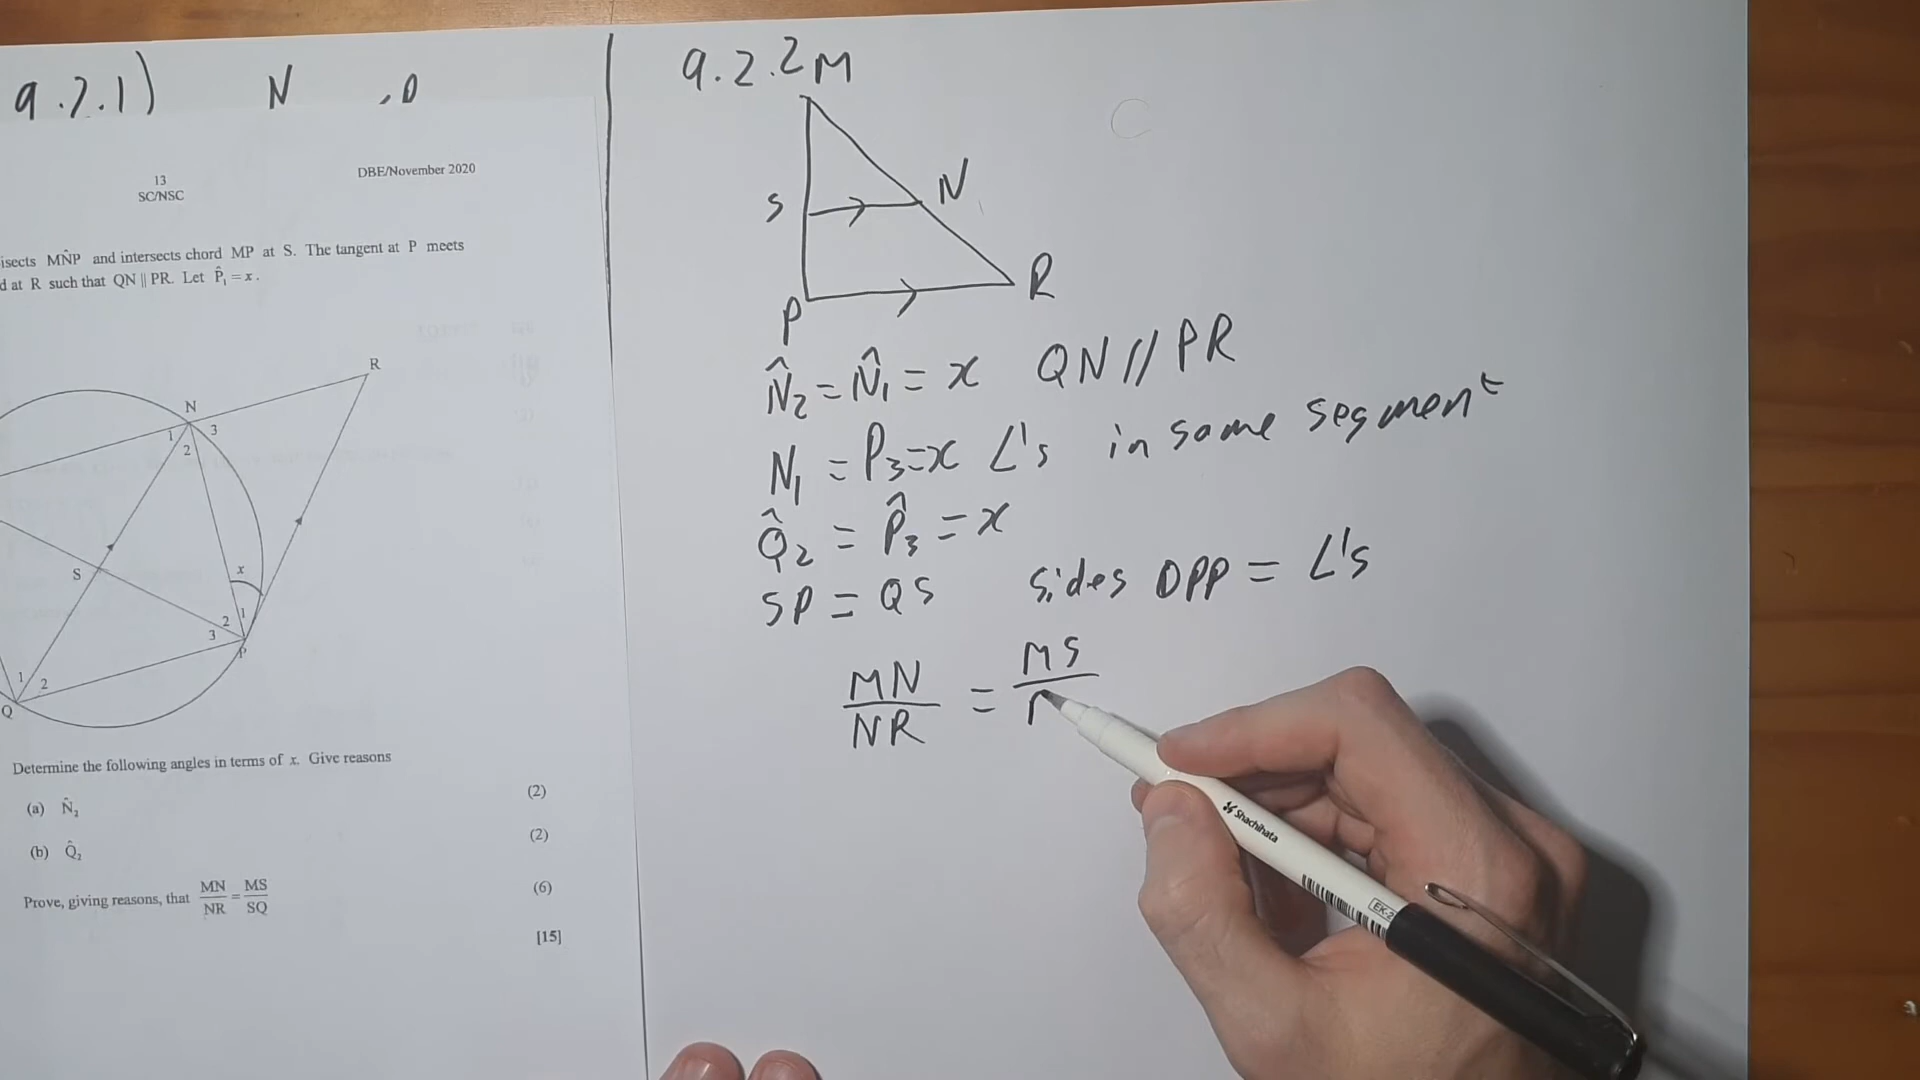 9.2.1)
N
13
SC/NSC
DBE/November 2020
isects MN̂P and intersects chord MP at S. The tangent at P meets
d at R such that QN || PR. Let P̂₁ = x.
R
N
1
3
2
S
x
2
1
3
P
1
2
Q
Determine the following angles in terms of x. Give reasons
(a) N̂₂ (2)
(b) Q̂₂ (2)
Prove, giving reasons, that MN/NR = MS/SQ (6)
[15]
9.2.2
M
S
N
P
R
N̂₂ = N̂₁ = x QN // PR
N₁ = P₃ = x ∠'s in same segment
Q̂₂ = P̂₃ = x
SP = QS sides opp = ∠'s
MN/NR = MS/
Shachihata